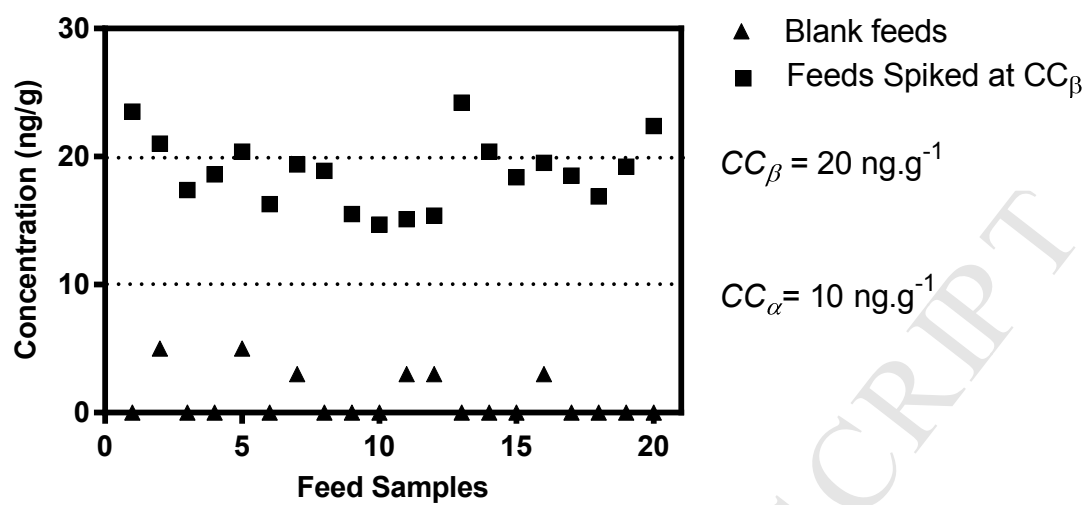 30
20
10
0
Concentration (ng/g)
0 5 10 15 20
Feed Samples
▲ Blank feeds
■ Feeds Spiked at CCβ
CCβ = 20 ng.g-1
CCα= 10 ng.g-1
CRIPT